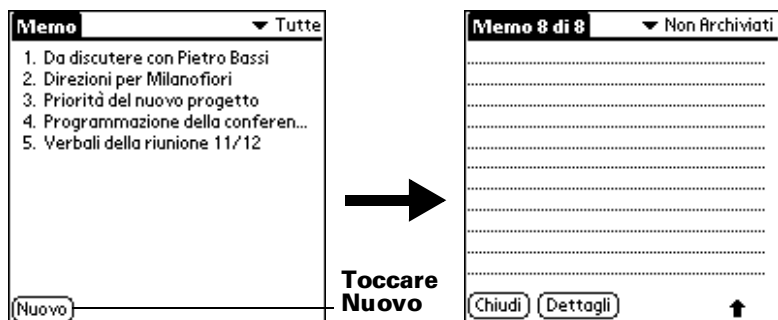 Memo
Tutte
1. Da discutere con Pietro Bassi
2. Direzioni per Milanofiori
3. Priorità del nuovo progetto
4. Programmazione della conferen...
5. Verbali della riunione 11/12
Nuovo
Toccare
Nuovo
Memo 8 di 8
Non Archiviati
Chiudi
Dettagli